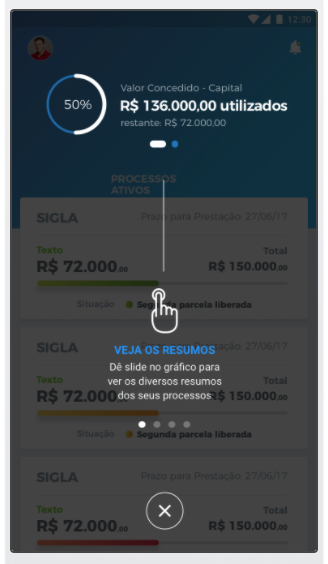 12:30
Valor Concedido - Capital
50%
R$ 136.000,00 utilizados
restante: R$ 72.000,00
PROCESSOS
ATIVOS
SIGLA
Prazo para Prestação: 27/06/17
Texto
Total
R$ 72.000,00
R$ 150.000,00
Situação
Segunda parcela liberada
SIGLA
Prazo para Prestação: 27/06/17
VEJA OS RESUMOS
Dê slide no gráfico para
ver os diversos resumos
dos seus processos
Texto
Total
R$ 72.000,00
R$ 150.000,00
Situação
Segunda parcela liberada
SIGLA
Prazo para Prestação: 27/06/17
Texto
Total
R$ 72.000,00
R$ 150.000,00